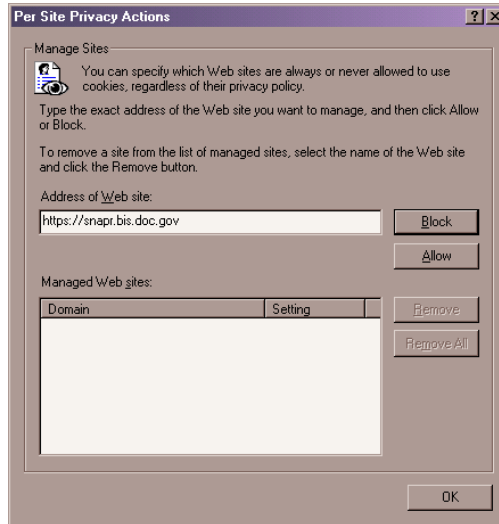 Per Site Privacy Actions
Manage Sites
You can specify which Web sites are always or never allowed to use
cookies, regardless of their privacy policy.
Type the exact address of the Web site you want to manage, and then click Allow
or Block.
To remove a site from the list of managed sites, select the name of the Web site
and click the Remove button.
Address of Web site:
https://snapr.bis.doc.gov
Block
Allow
Managed Web sites:
Domain Setting
Remove
Remove All
OK